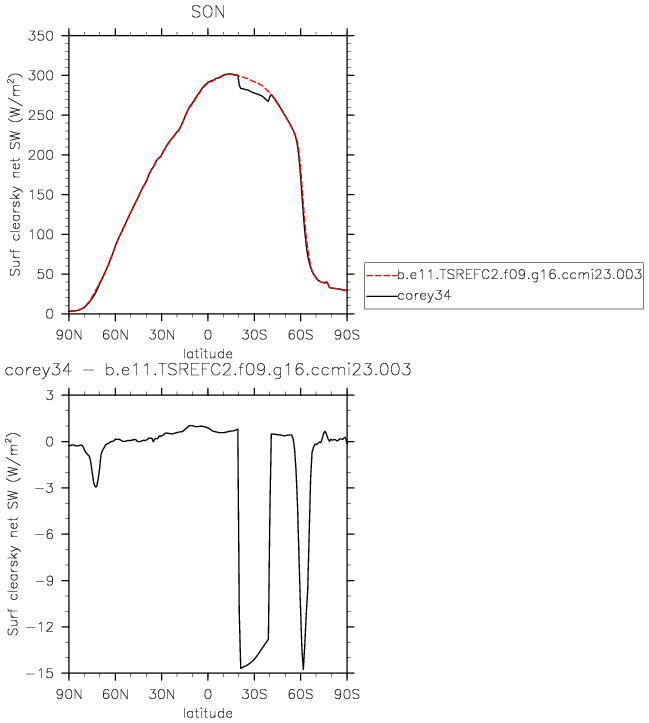 SON
350
300
250
200
150
100
50
0
Surf clearsky net SW (W/m²)
90N 60N 30N 0 30S 60S 90S
latitude
b.e11.TSREFC2.f09.g16.ccmi23.003
corey34
corey34 − b.e11.TSREFC2.f09.g16.ccmi23.003
3
0
−3
−6
−9
−12
−15
Surf clearsky net SW (W/m²)
90N 60N 30N 0 30S 60S 90S
latitude